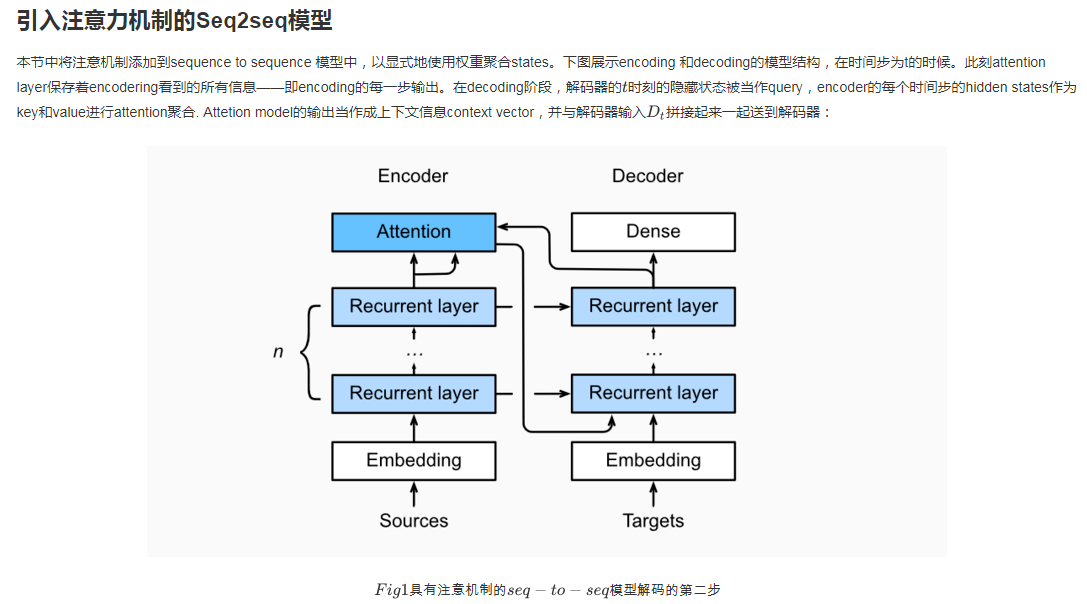 引入注意力机制的Seq2seq模型
本节中将注意机制添加到sequence to sequence 模型中，以显式地使用权重聚合states。下图展示encoding 和decoding的模型结构，在时间步为t的时候。此刻attention
layer保存着encodering看到的所有信息——即encoding的每一步输出。在decoding阶段，解码器的t时刻的隐藏状态被当作query，encoder的每个时间步的hidden states作为
key和value进行attention聚合. Attetion model的输出当作成上下文信息context vector，并与解码器输入D_t拼接起来一起送到解码器：
Encoder Decoder
Attention Dense
Recurrent layer Recurrent layer
n ... ...
Recurrent layer Recurrent layer
Embedding Embedding
Sources Targets
Fig1具有注意机制的seq−to−seq模型解码的第二步